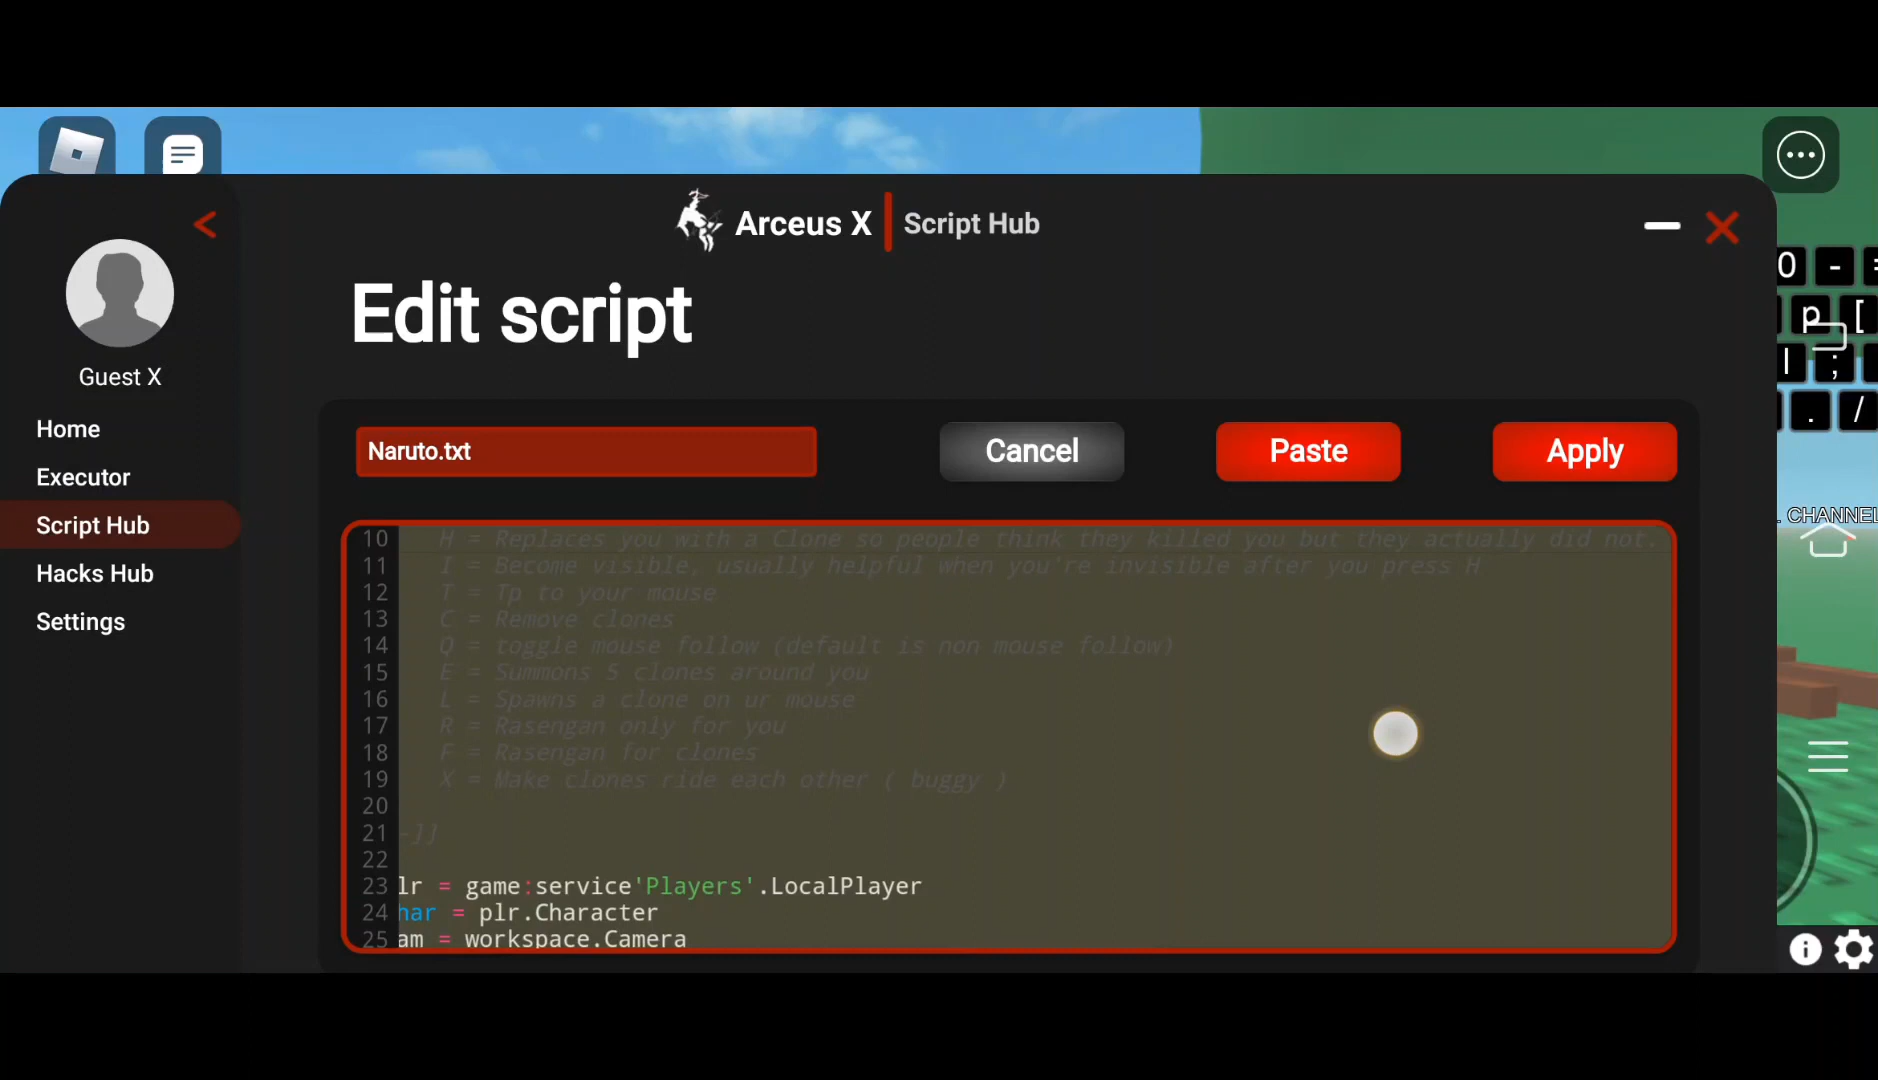 Arceus X Script Hub
Edit script
Guest X
Home
Executor
Script Hub
Hacks Hub
Settings
Naruto.txt
Cancel
Paste
Apply
10 H = Replaces you with a Clone so people think they killed you but they actually did not.
11 I = Become visible, usually helpful when you're invisible after you press H
12 T = Tp to your mouse
13 C = Remove clones
14 Q = toggle mouse follow (default is non mouse follow)
15 E = Summons 5 clones around you
16 L = Spawns a clone on ur mouse
17 R = Rasengan only for you
18 F = Rasengan for clones
19 X = Make clones ride each other ( buggy )
20
21 -]]
22
23 lr = game:service'Players'.LocalPlayer
24 har = plr.Character
25 am = workspace.Camera
0 - =
p [
l ;
. /
. CHANNEL